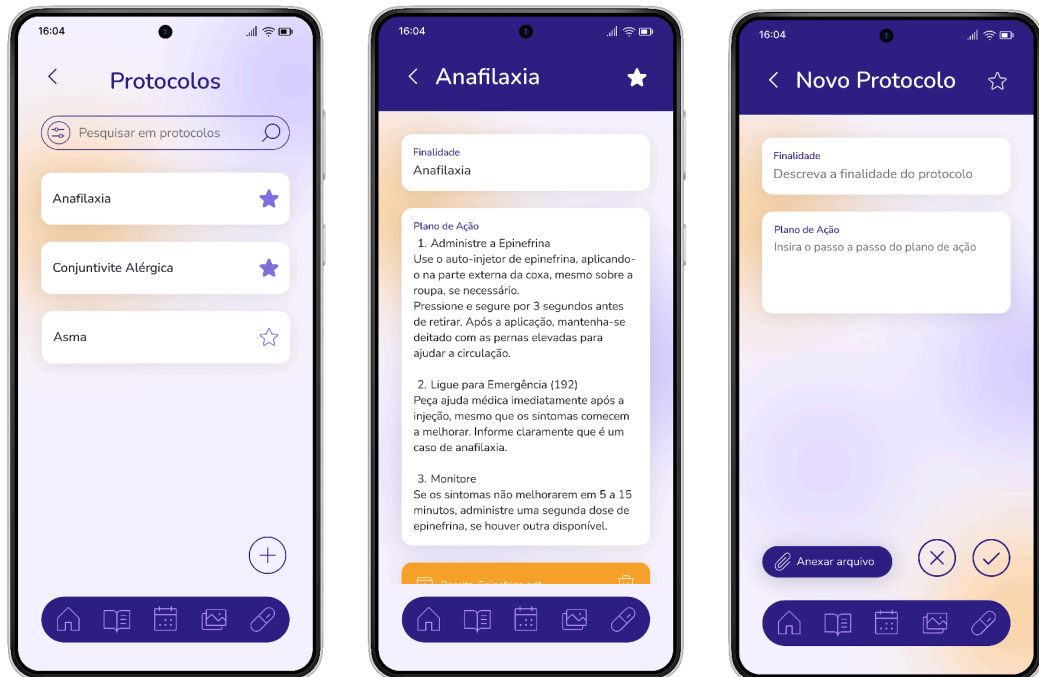 16:04
Protocolos
Pesquisar em protocolos
Anafilaxia
Conjuntivite Alérgica
Asma
16:04
Anafilaxia
Finalidade
Anafilaxia
Plano de Ação
1. Administre a Epinefrina
Use o auto-injetor de epinefrina, aplicando-
o na parte externa da coxa, mesmo sobre a
roupa, se necessário.
Pressione e segure por 3 segundos antes
de retirar. Após a aplicação, mantenha-se
deitado com as pernas elevadas para
ajudar a circulação.
2. Ligue para Emergência (192)
Peça ajuda médica imediatamente após a
injeção, mesmo que os sintomas comecem
a melhorar. Informe claramente que é um
caso de anafilaxia.
3. Monitore
Se os sintomas não melhorarem em 5 a 15
minutos, administre uma segunda dose de
epinefrina, se houver outra disponível.
16:04
Novo Protocolo
Finalidade
Descreva a finalidade do protocolo
Plano de Ação
Insira o passo a passo do plano de ação
Anexar arquivo